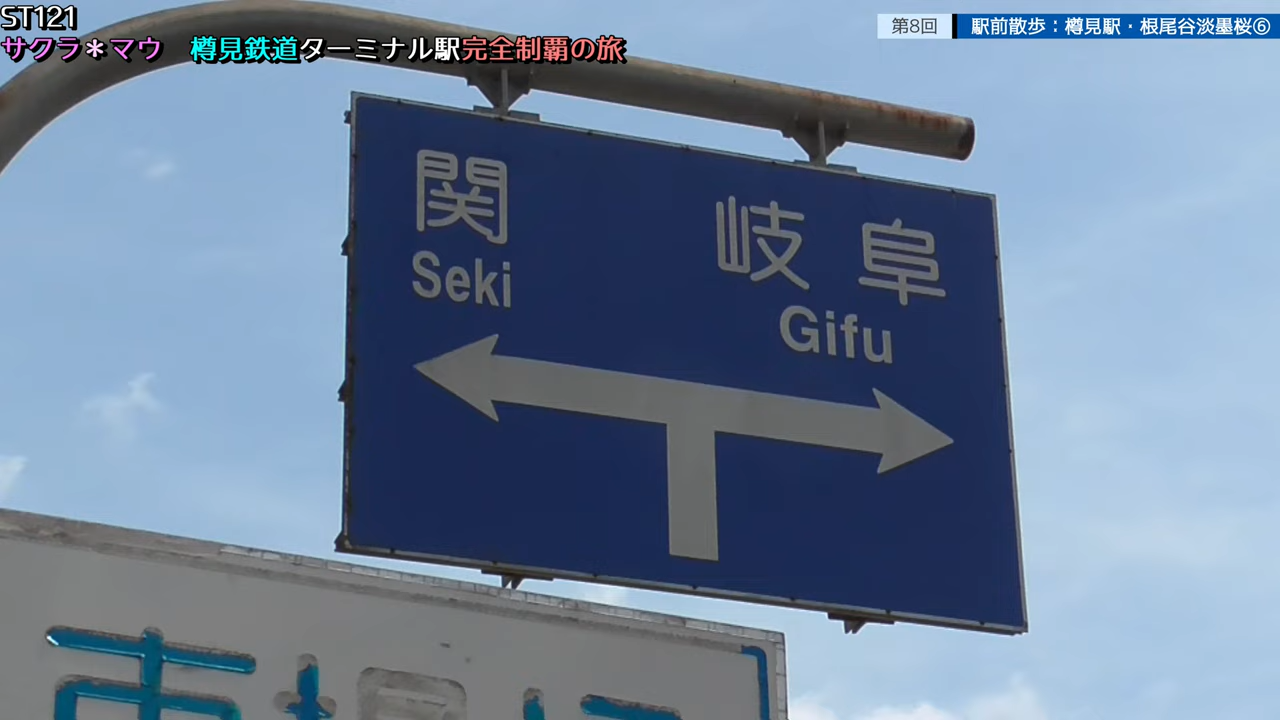 ST121
サクラ*マウ 樽見鉄道ターミナル駅完全制覇の旅
第8回 駅前散歩：樽見駅・根尾谷淡墨桜⑥
関 岐阜
Seki Gifu